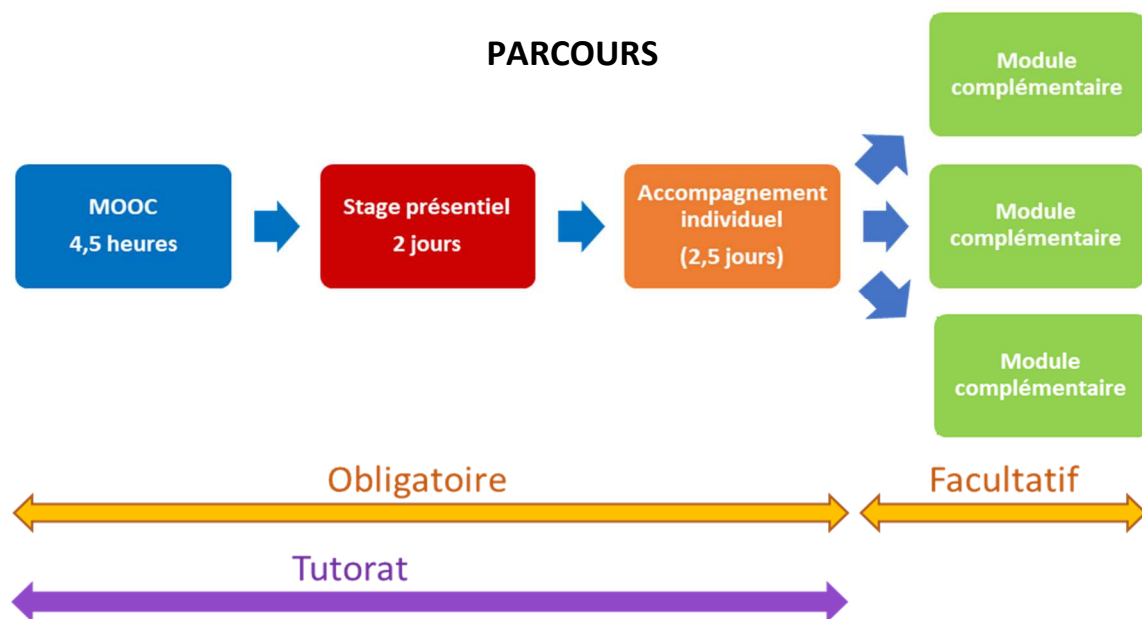 PARCOURS
MOOC
4,5 heures
Stage présentiel
2 jours
Accompagnement
individuel
(2,5 jours)
Module
complémentaire
Module
complémentaire
Module
complémentaire
Obligatoire
Facultatif
Tutorat